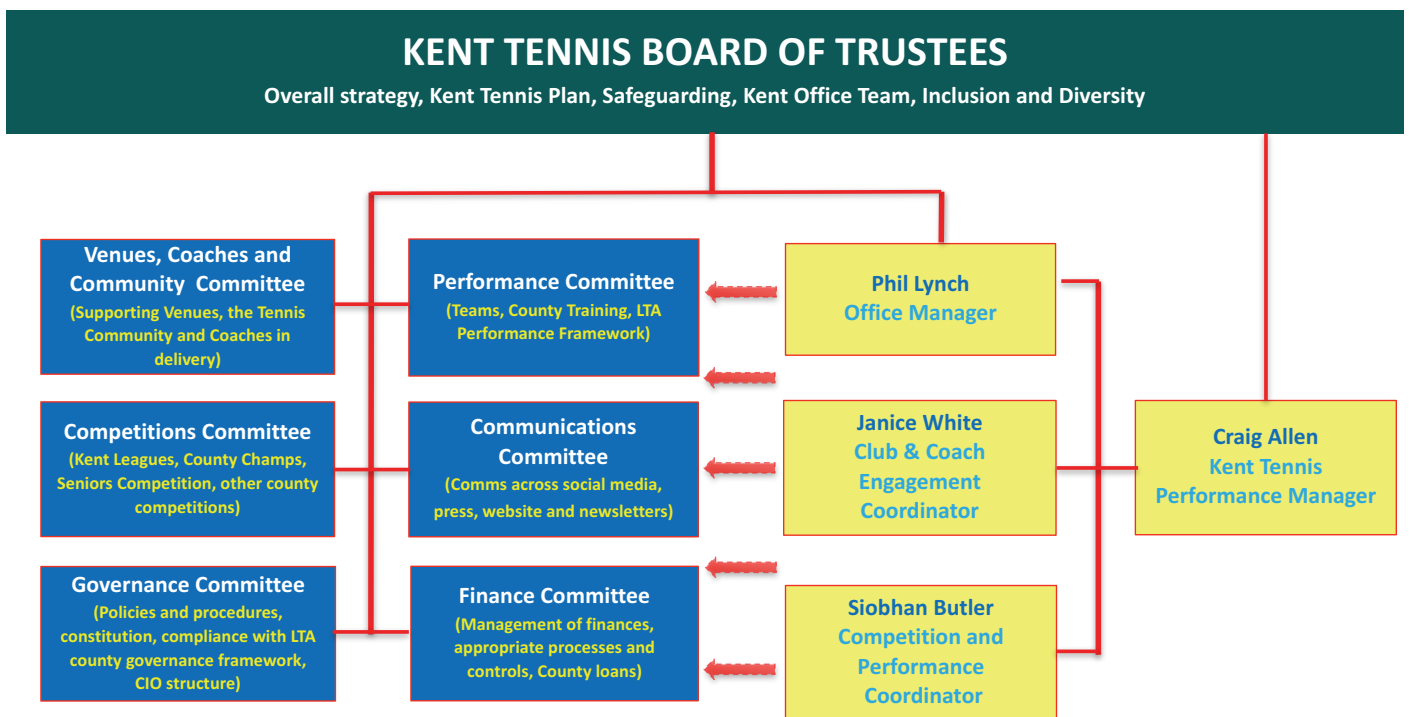 KENT TENNIS BOARD OF TRUSTEES
Overall strategy, Kent Tennis Plan, Safeguarding, Kent Office Team, Inclusion and Diversity
Venues, Coaches and
Community Committee
(Supporting Venues, the Tennis
Community and Coaches in
delivery)
Performance Committee
(Teams, County Training, LTA
Performance Framework)
Phil Lynch
Office Manager
Competitions Committee
(Kent Leagues, County Champs,
Seniors Competition, other county
competitions)
Communications
Committee
(Comms across social media,
press, website and newsletters)
Janice White
Club & Coach
Engagement
Coordinator
Craig Allen
Kent Tennis
Performance Manager
Governance Committee
(Policies and procedures,
constitution, compliance with LTA
county governance framework,
CIO structure)
Finance Committee
(Management of finances,
appropriate processes and
controls, County loans)
Siobhan Butler
Competition and
Performance
Coordinator